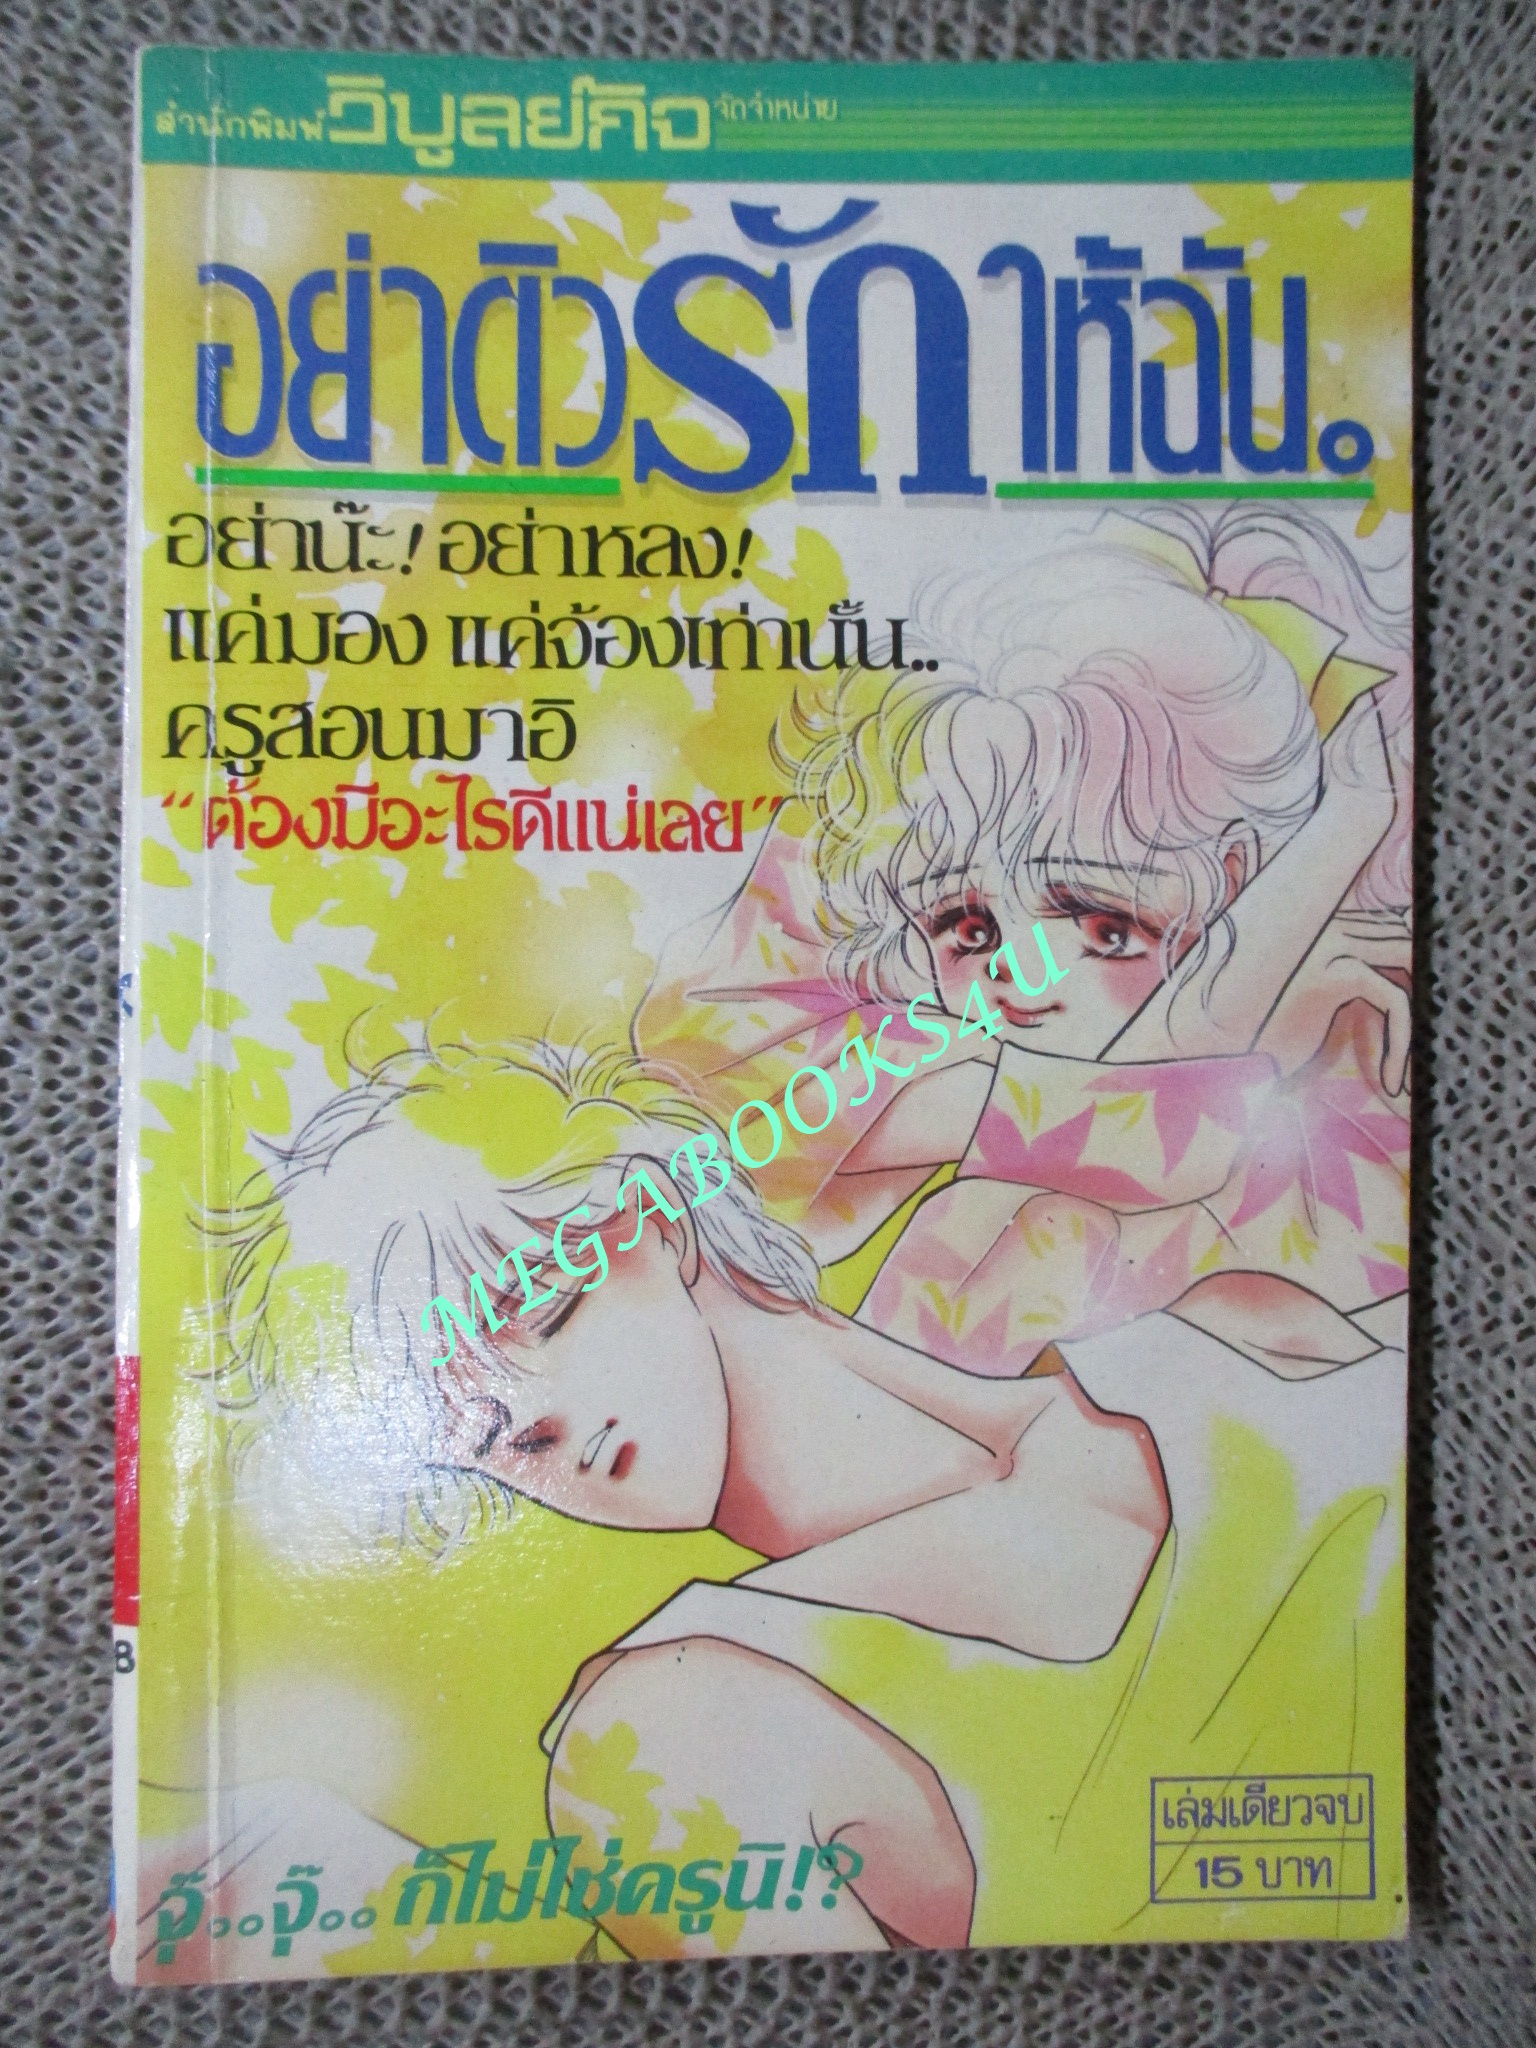 สำนักพิมพ์วิบูลย์กิจ จัดจำหน่าย
อย่าติวรักให้ฉัน
อย่าน๊ะ! อย่าหลง!
แค่มอง แค่จ้องเท่านั้น..
ครูสอนมาอิ
“ต้องมีอะไรดีแน่เลย”
MEGABOOKS4U
8
เล่มเดียวจบ
15 บาท
จุ๊..จุ๊.. ก็ไม่ใช่ครูนิ!?